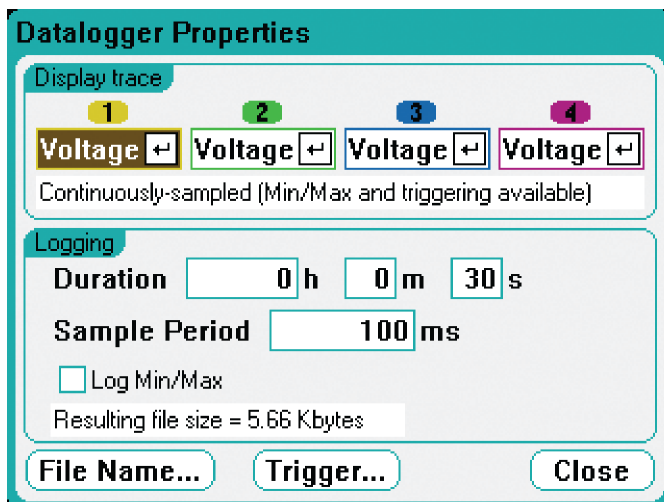 Datalogger Properties
Display trace
1 2 3 4
Voltage ↵ Voltage ↵ Voltage ↵ Voltage ↵
Continuously-sampled (Min/Max and triggering available)
Logging
Duration 0 h 0 m 30 s
Sample Period 100 ms
Log Min/Max
Resulting file size = 5.66 Kbytes
File Name... Trigger... Close